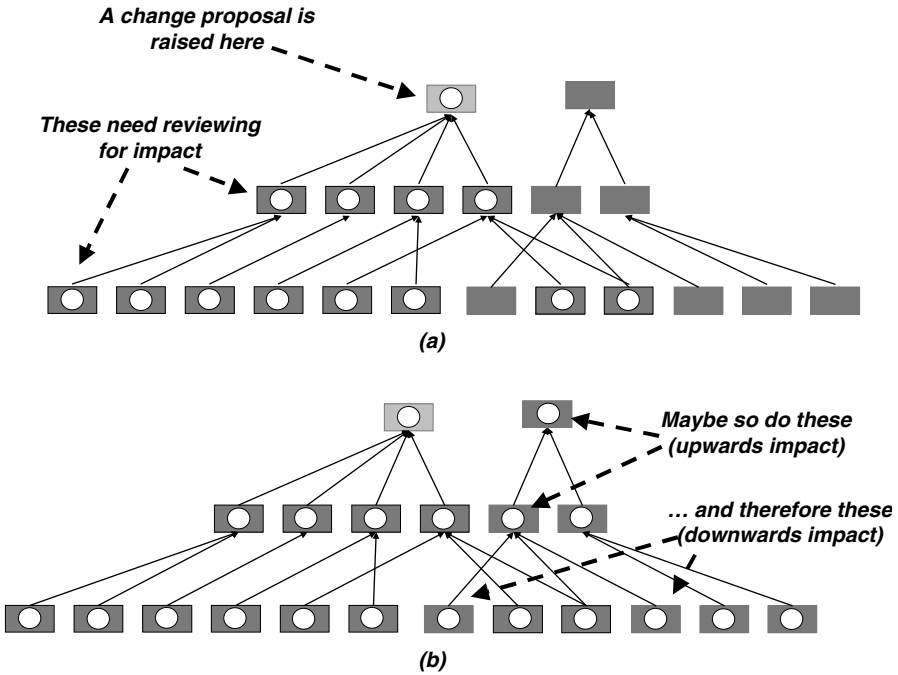 A change proposal is
raised here
These need reviewing
for impact
(a)
Maybe so do these
(upwards impact)
... and therefore these
(downwards impact)
(b)